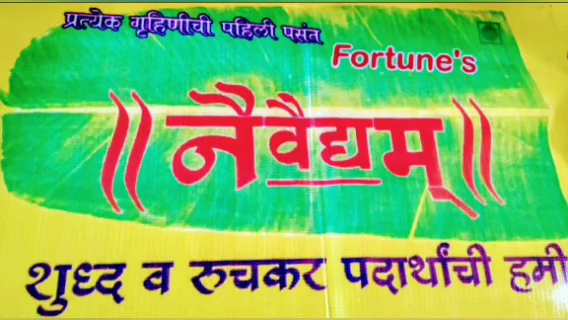 प्रत्येक गृहिणीची पहिली पसंत
Fortune's
॥ नैवेद्यम् ॥
शुध्द व रुचकर पदार्थांची हमी